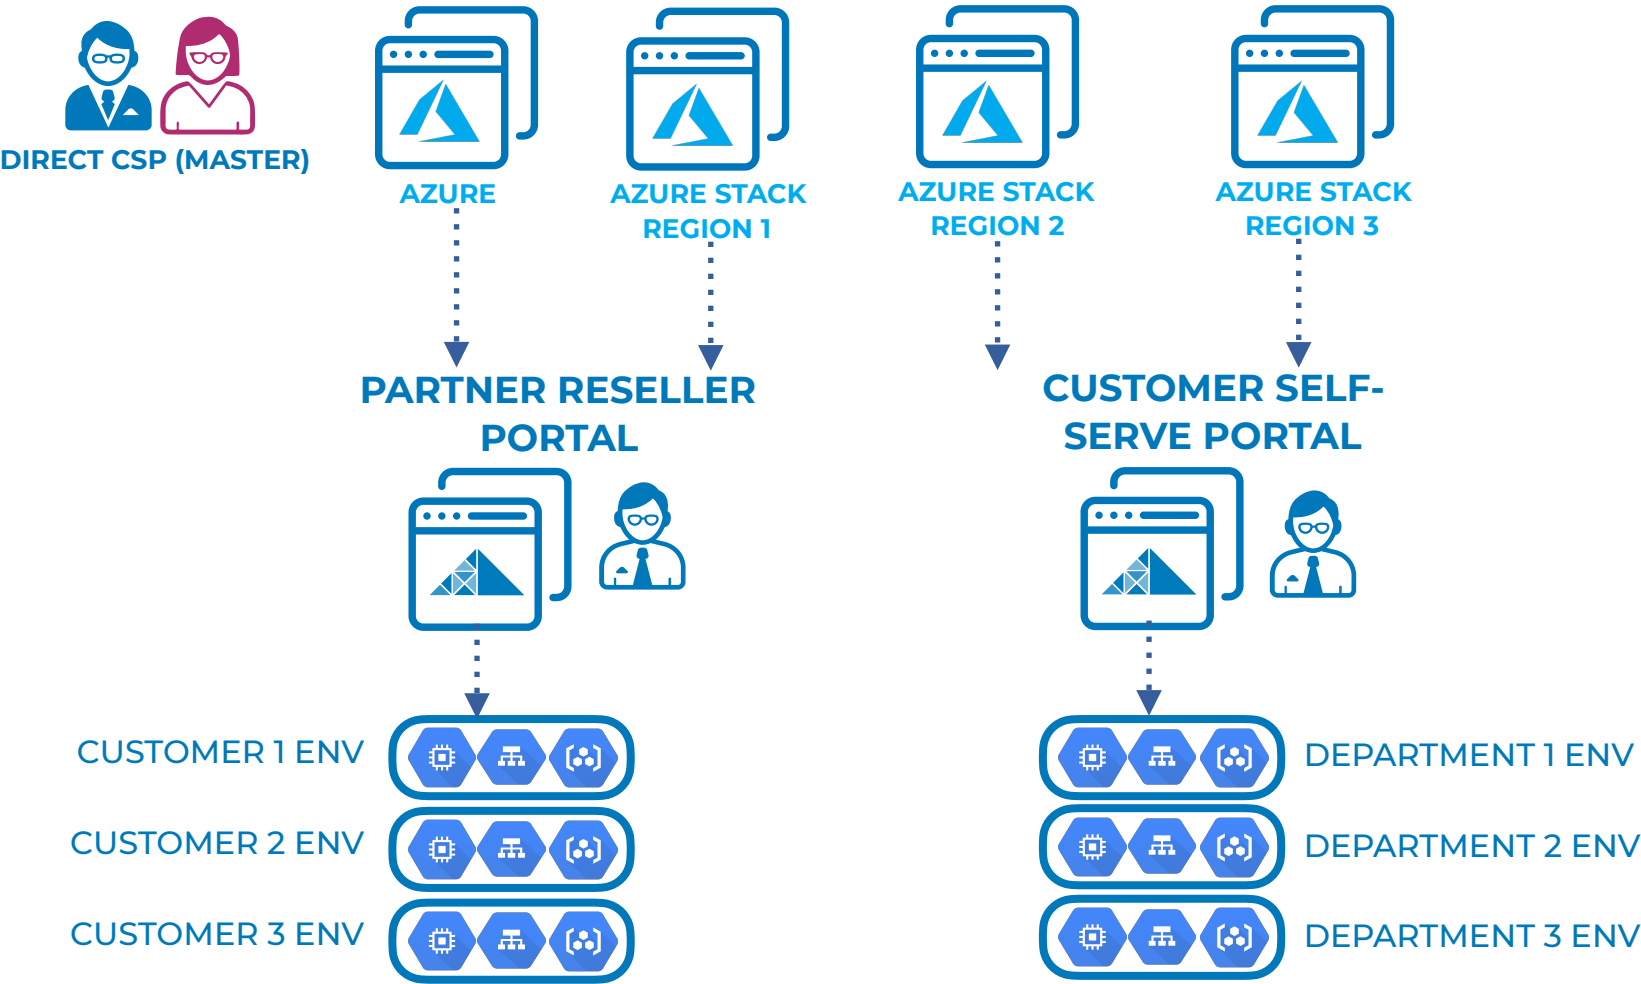 DIRECT CSP (MASTER)
AZURE
AZURE STACK
REGION 1
AZURE STACK
REGION 2
AZURE STACK
REGION 3
PARTNER RESELLER
PORTAL
CUSTOMER SELF-
SERVE PORTAL
CUSTOMER 1 ENV
CUSTOMER 2 ENV
CUSTOMER 3 ENV
DEPARTMENT 1 ENV
DEPARTMENT 2 ENV
DEPARTMENT 3 ENV